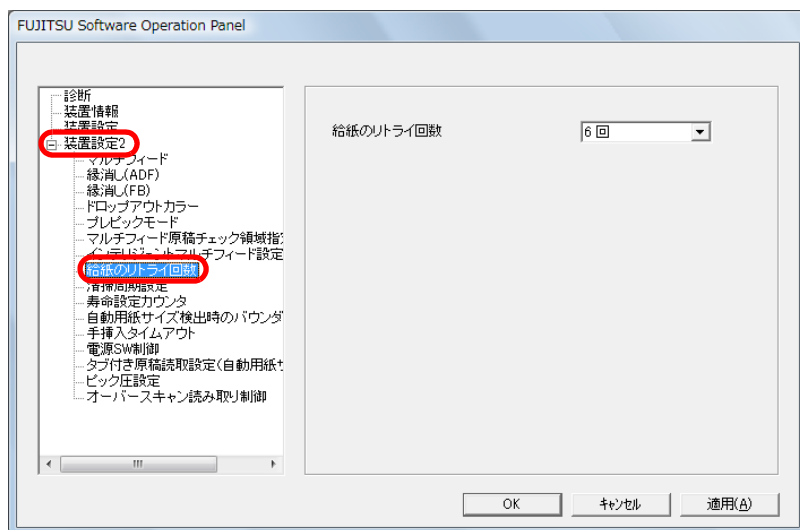 FUJITSU Software Operation Panel
診断
装置情報
装置設定
装置設定2
マルチフィード
縁消し(ADF)
縁消し(FB)
ドロップアウトカラー
プレピックモード
マルチフィード原稿チェック領域指
インテリジェントマルチフィード設定
給紙のリトライ回数
清掃周期設定
寿命設定カウンタ
自動用紙サイズ検出時のバウンダ
手挿入タイムアウト
電源SW制御
タブ付き原稿読取設定(自動用紙サ
ピック圧設定
オーバースキャン読み取り制御
給紙のリトライ回数 6 回
OK キャンセル 適用(A)